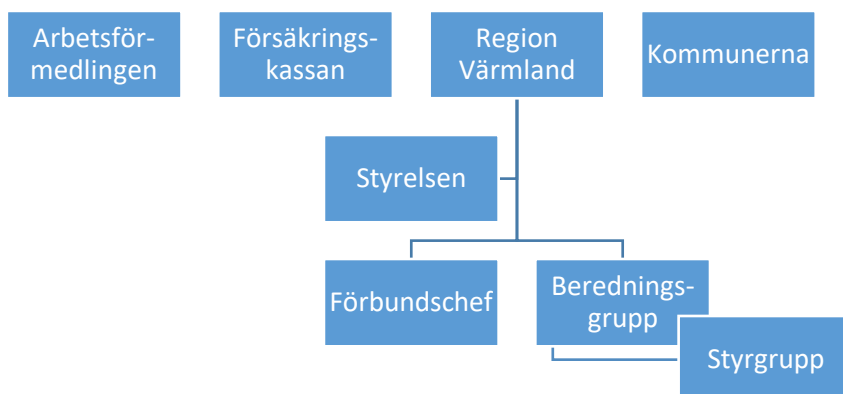 Arbetsför-
medlingen
Försäkrings-
kassan
Region
Värmland
Kommunerna
Styrelsen
Förbundschef
Berednings-
grupp
Styrgrupp